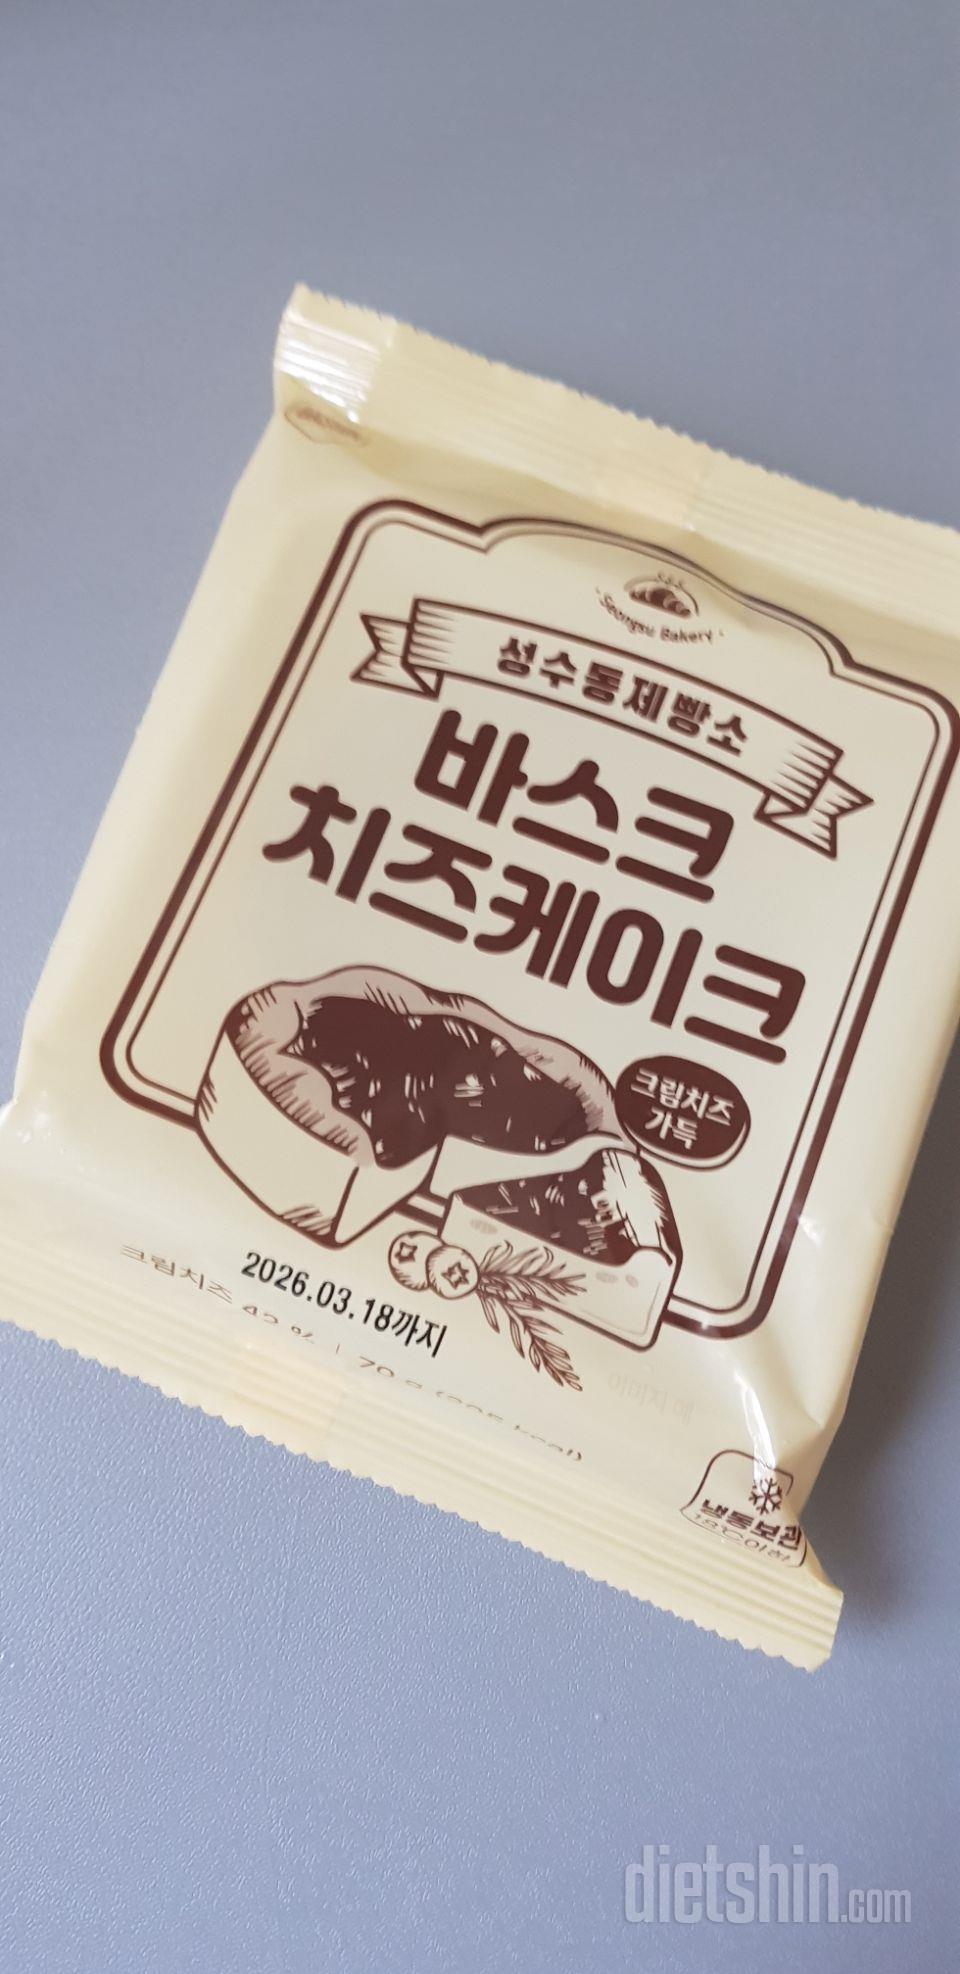 Seongsu Bakery
성수동제빵소
바스크
치즈케이크
크림치즈
가득
2026.03.18까지
크림치즈 42 % | 70 g
이미지 예
냉동보관
dietshin.com